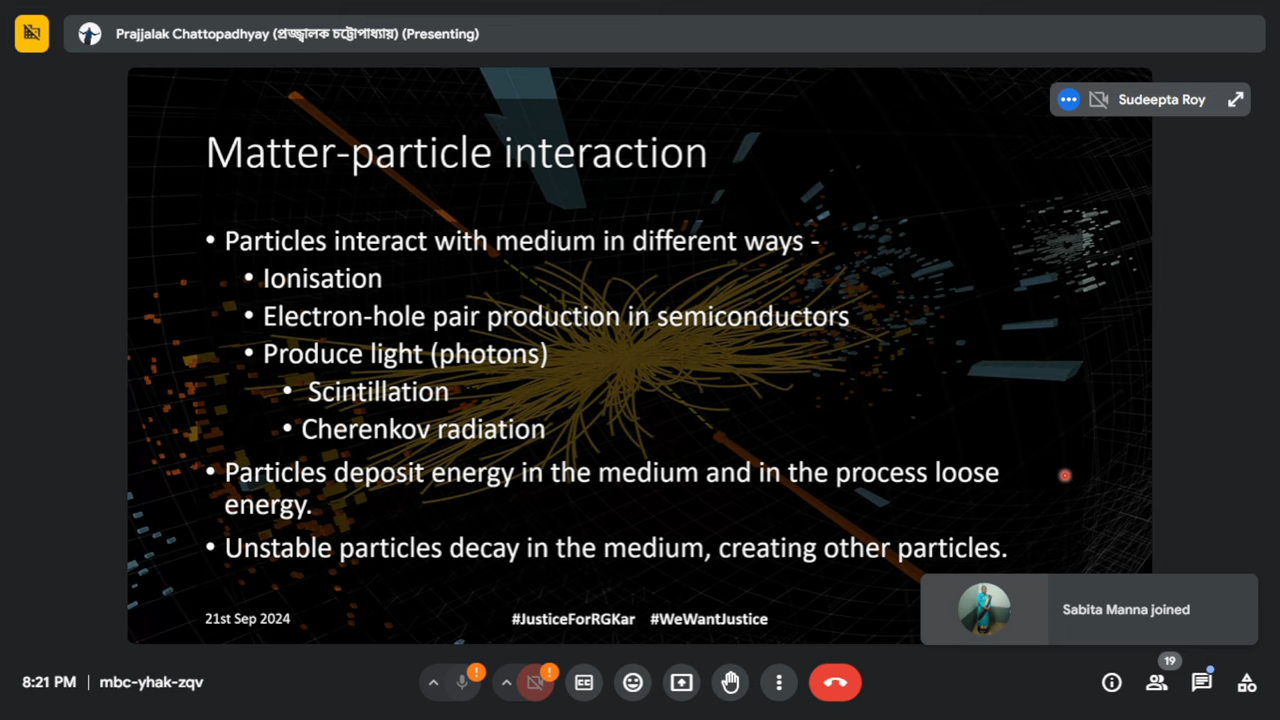 Prajjalak Chattopadhyay (প্রজ্জ্বালক চট্টোপাধ্যায়) (Presenting)
Sudeepta Roy
Matter-particle interaction
• Particles interact with medium in different ways -
• Ionisation
• Electron-hole pair production in semiconductors
• Produce light (photons)
• Scintillation
• Cherenkov radiation
• Particles deposit energy in the medium and in the process loose
energy.
• Unstable particles decay in the medium, creating other particles.
21st Sep 2024
#JusticeForRGKar #WeWantJustice
Sabita Manna joined
8:21 PM | mbc-yhak-zqv
19